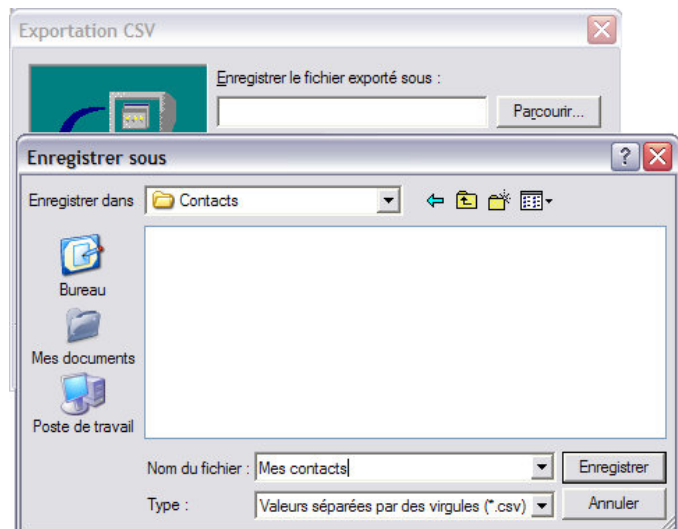 Exportation CSV
Enregistrer le fichier exporté sous :
Parcourir...
Enregistrer sous
Enregistrer dans
Contacts
Bureau
Mes documents
Poste de travail
Nom du fichier :
Mes contacts
Enregistrer
Type :
Valeurs séparées par des virgules (*.csv)
Annuler